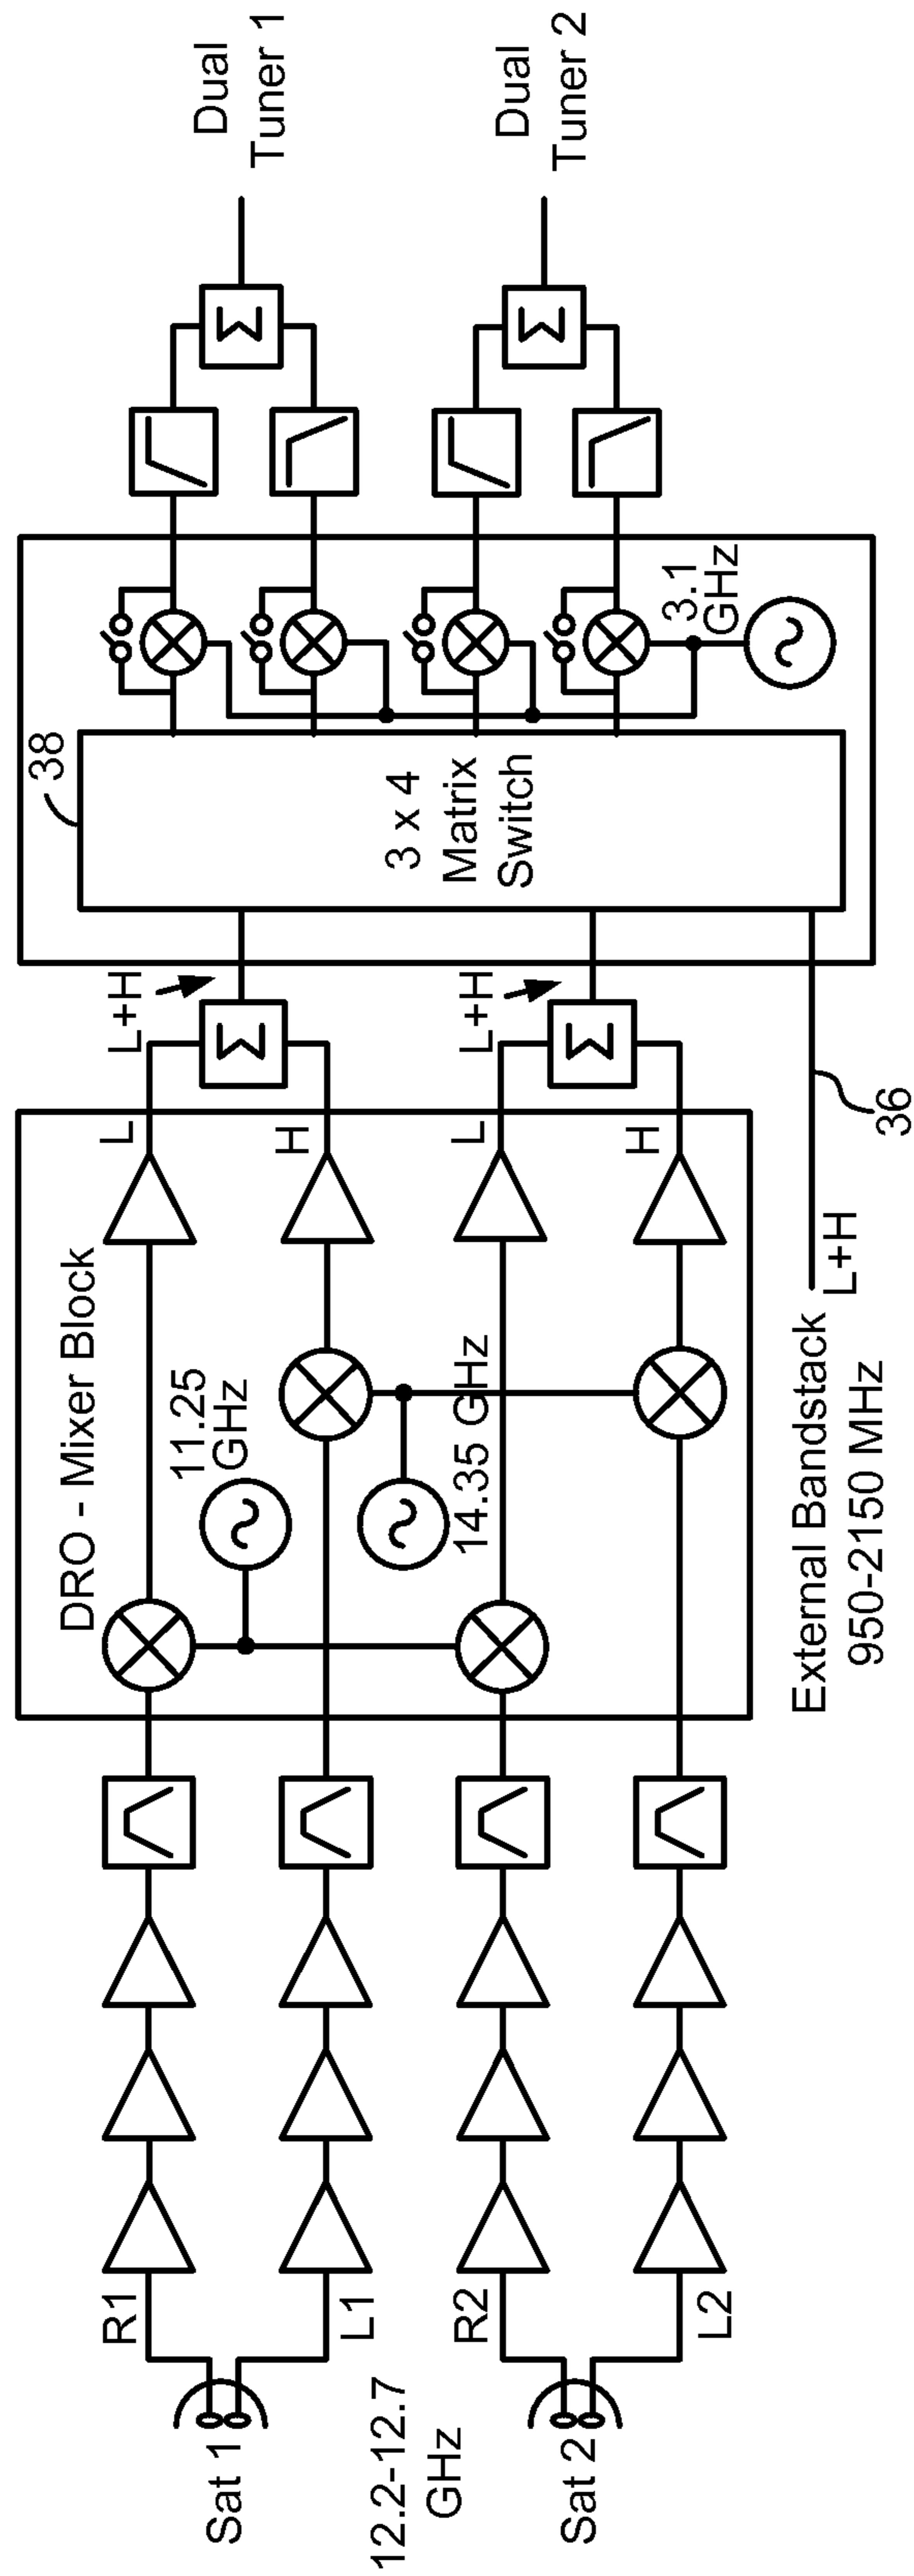 Sat 1
12.2-12.7
GHz
Sat 2
R1
L1
R2
L2
DRO - Mixer Block
11.25
GHz
14.35 GHz
L
H
L
H
External Bandstack
950-2150 MHz
L+H
36
L+H
Σ
L+H
Σ
38
3 x 4
Matrix
Switch
3.1
GHz
Σ
Σ
Dual
Tuner 1
Dual
Tuner 2